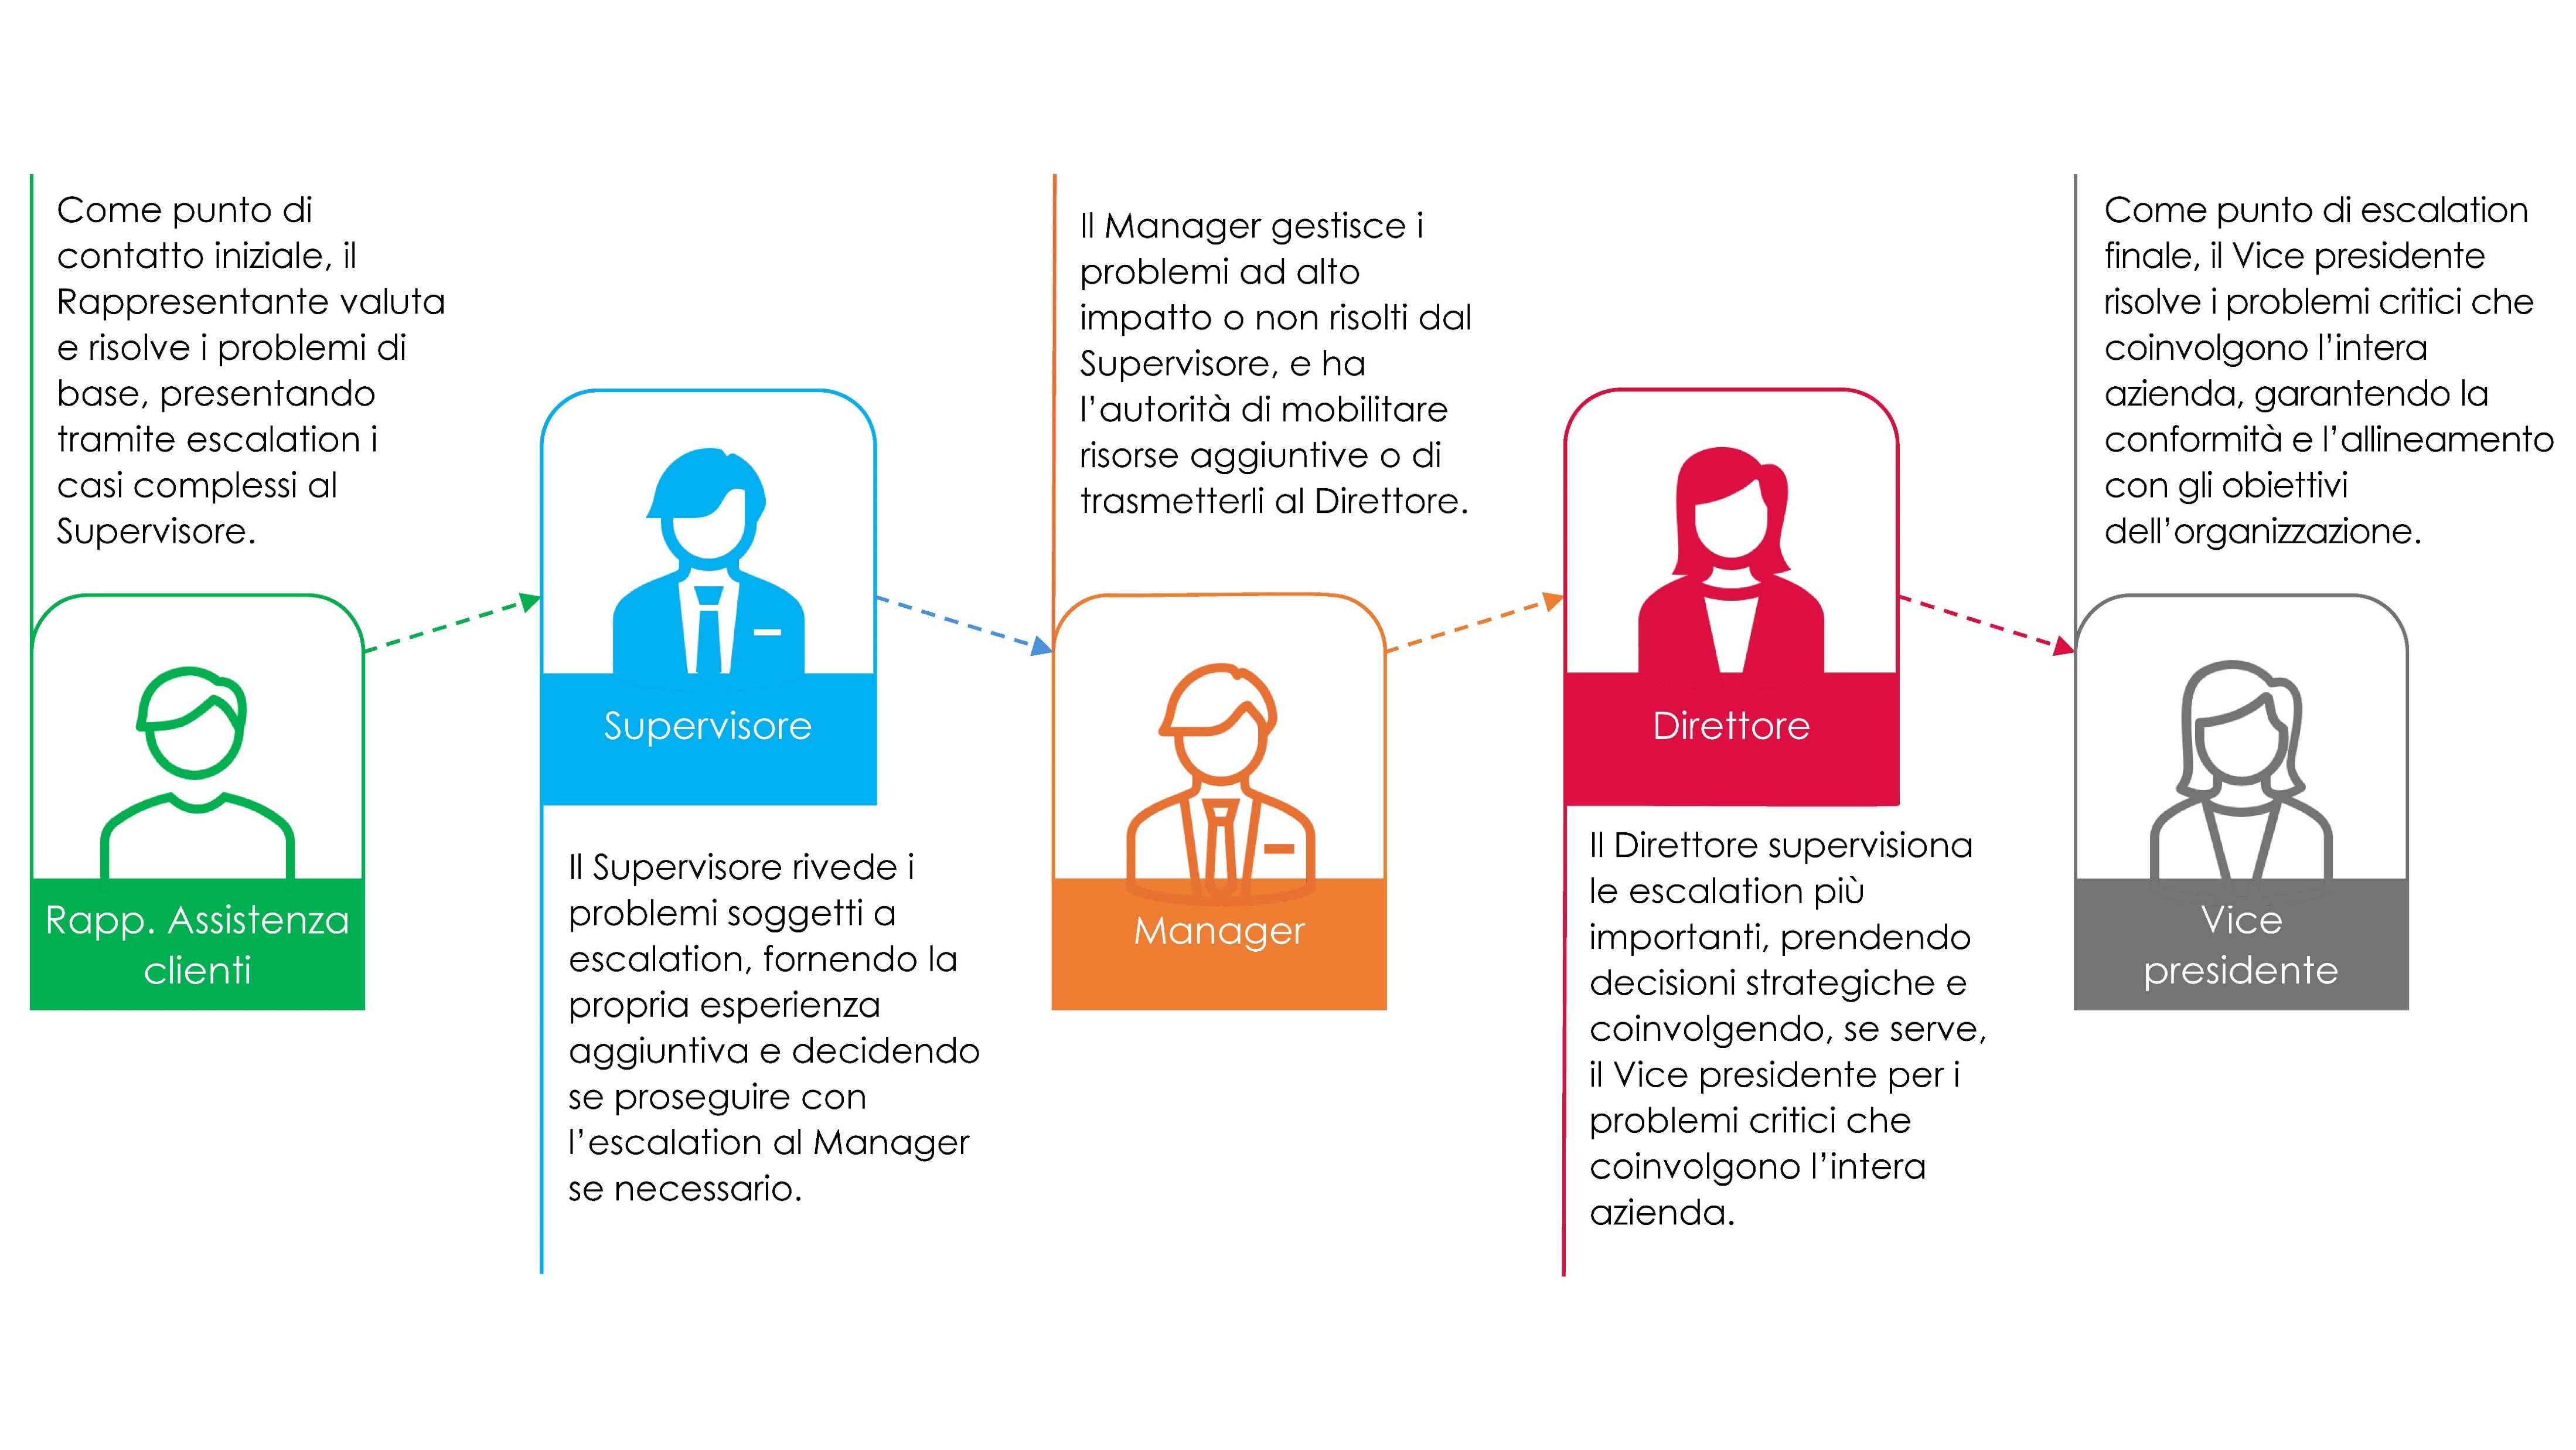 Come punto di
contatto iniziale, il
Rappresentante valuta
e risolve i problemi di
base, presentando
tramite escalation i
casi complessi al
Supervisore.
Rapp. Assistenza
clienti
Supervisore
Il Supervisore rivede i
problemi soggetti a
escalation, fornendo la
propria esperienza
aggiuntiva e decidendo
se proseguire con
l’escalation al Manager
se necessario.
Il Manager gestisce i
problemi ad alto
impatto o non risolti dal
Supervisore, e ha
l’autorità di mobilitare
risorse aggiuntive o di
trasmetterli al Direttore.
Manager
Direttore
Il Direttore supervisiona
le escalation più
importanti, prendendo
decisioni strategiche e
coinvolgendo, se serve,
il Vice presidente per i
problemi critici che
coinvolgono l’intera
azienda.
Come punto di escalation
finale, il Vice presidente
risolve i problemi critici che
coinvolgono l’intera
azienda, garantendo la
conformità e l’allineamento
con gli obiettivi
dell’organizzazione.
Vice
presidente